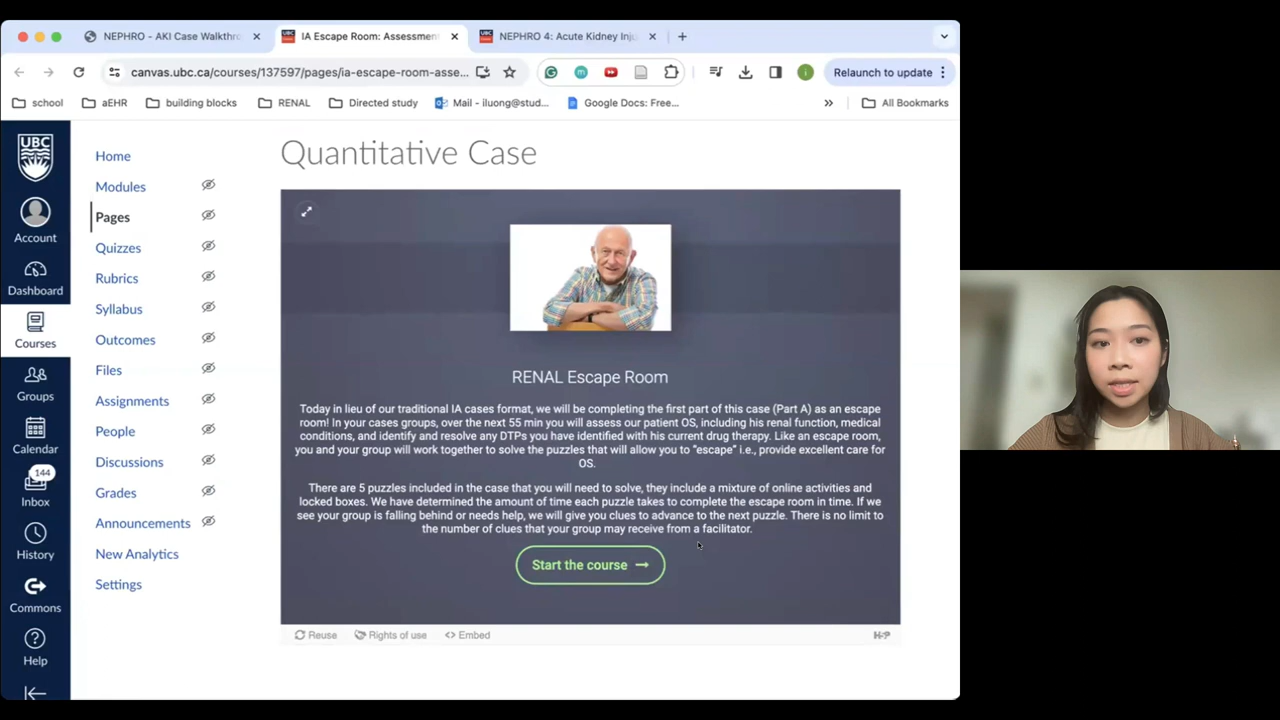 NEPHRO - AKI Case Walkthro
IA Escape Room: Assessmen
NEPHRO 4: Acute Kidney Inju
canvas.ubc.ca/courses/137597/pages/ia-escape-room-asse...
Relaunch to update
school
aEHR
building blocks
RENAL
Directed study
Mail - iluong@stud...
Google Docs: Free...
All Bookmarks
UBC
Account
Dashboard
Courses
Groups
Calendar
144
Inbox
History
Commons
Help
Home
Modules
Pages
Quizzes
Rubrics
Syllabus
Outcomes
Files
Assignments
People
Discussions
Grades
Announcements
New Analytics
Settings
Quantitative Case
RENAL Escape Room
Today in lieu of our traditional IA cases format, we will be completing the first part of this case (Part A) as an escape
room! In your cases groups, over the next 55 min you will assess our patient OS, including his renal function, medical
conditions, and identify and resolve any DTPs you have identified with his current drug therapy. Like an escape room,
you and your group will work together to solve the puzzles that will allow you to "escape" i.e., provide excellent care for
OS.
There are 5 puzzles included in the case that you will need to solve, they include a mixture of online activities and
locked boxes. We have determined the amount of time each puzzle takes to complete the escape room in time. If we
see your group is falling behind or needs help, we will give you clues to advance to the next puzzle. There is no limit to
the number of clues that your group may receive from a facilitator.
Start the course
Reuse
Rights of use
<> Embed
H5P